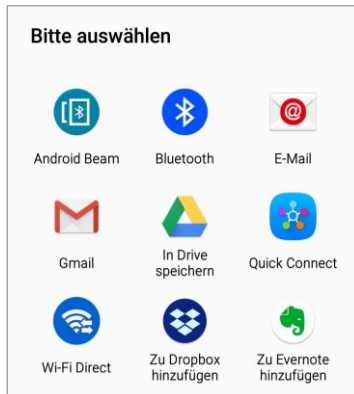 Bitte auswählen
Android Beam
Bluetooth
@
E-Mail
Gmail
In Drive
speichern
Quick Connect
Wi-Fi Direct
Zu Dropbox
hinzufügen
Zu Evernote
hinzufügen